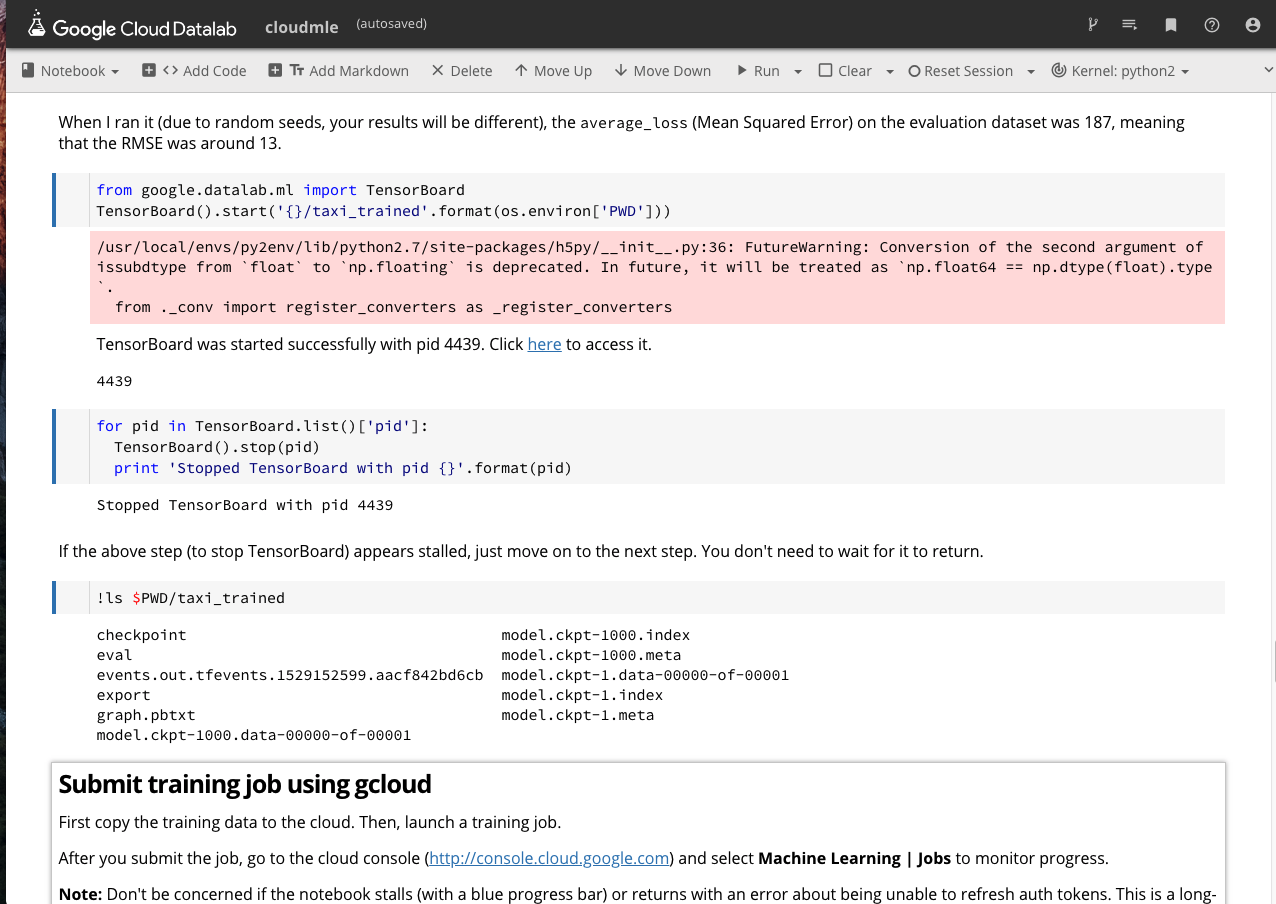 Google Cloud Datalab cloudmle (autosaved)
Notebook <> Add Code Tт Add Markdown Delete Move Up Move Down Run Clear Reset Session Kernel: python2
When I ran it (due to random seeds, your results will be different), the average_loss (Mean Squared Error) on the evaluation dataset was 187, meaning
that the RMSE was around 13.
from google.datalab.ml import TensorBoard
TensorBoard().start('{}/taxi_trained'.format(os.environ['PWD']))
/usr/local/envs/py2env/lib/python2.7/site-packages/h5py/__init__.py:36: FutureWarning: Conversion of the second argument of
issubdtype from `float` to `np.floating` is deprecated. In future, it will be treated as `np.float64 == np.dtype(float).type
`.
from ._conv import register_converters as _register_converters
TensorBoard was started successfully with pid 4439. Click here to access it.
4439
for pid in TensorBoard.list()['pid']:
TensorBoard().stop(pid)
print 'Stopped TensorBoard with pid {}'.format(pid)
Stopped TensorBoard with pid 4439
If the above step (to stop TensorBoard) appears stalled, just move on to the next step. You don't need to wait for it to return.
!ls $PWD/taxi_trained
checkpoint model.ckpt-1000.index
eval model.ckpt-1000.meta
events.out.tfevents.1529152599.aacf842bd6cb model.ckpt-1.data-00000-of-00001
export model.ckpt-1.index
graph.pbtxt model.ckpt-1.meta
model.ckpt-1000.data-00000-of-00001
Submit training job using gcloud
First copy the training data to the cloud. Then, launch a training job.
After you submit the job, go to the cloud console (http://console.cloud.google.com) and select Machine Learning | Jobs to monitor progress.
Note: Don't be concerned if the notebook stalls (with a blue progress bar) or returns with an error about being unable to refresh auth tokens. This is a long-